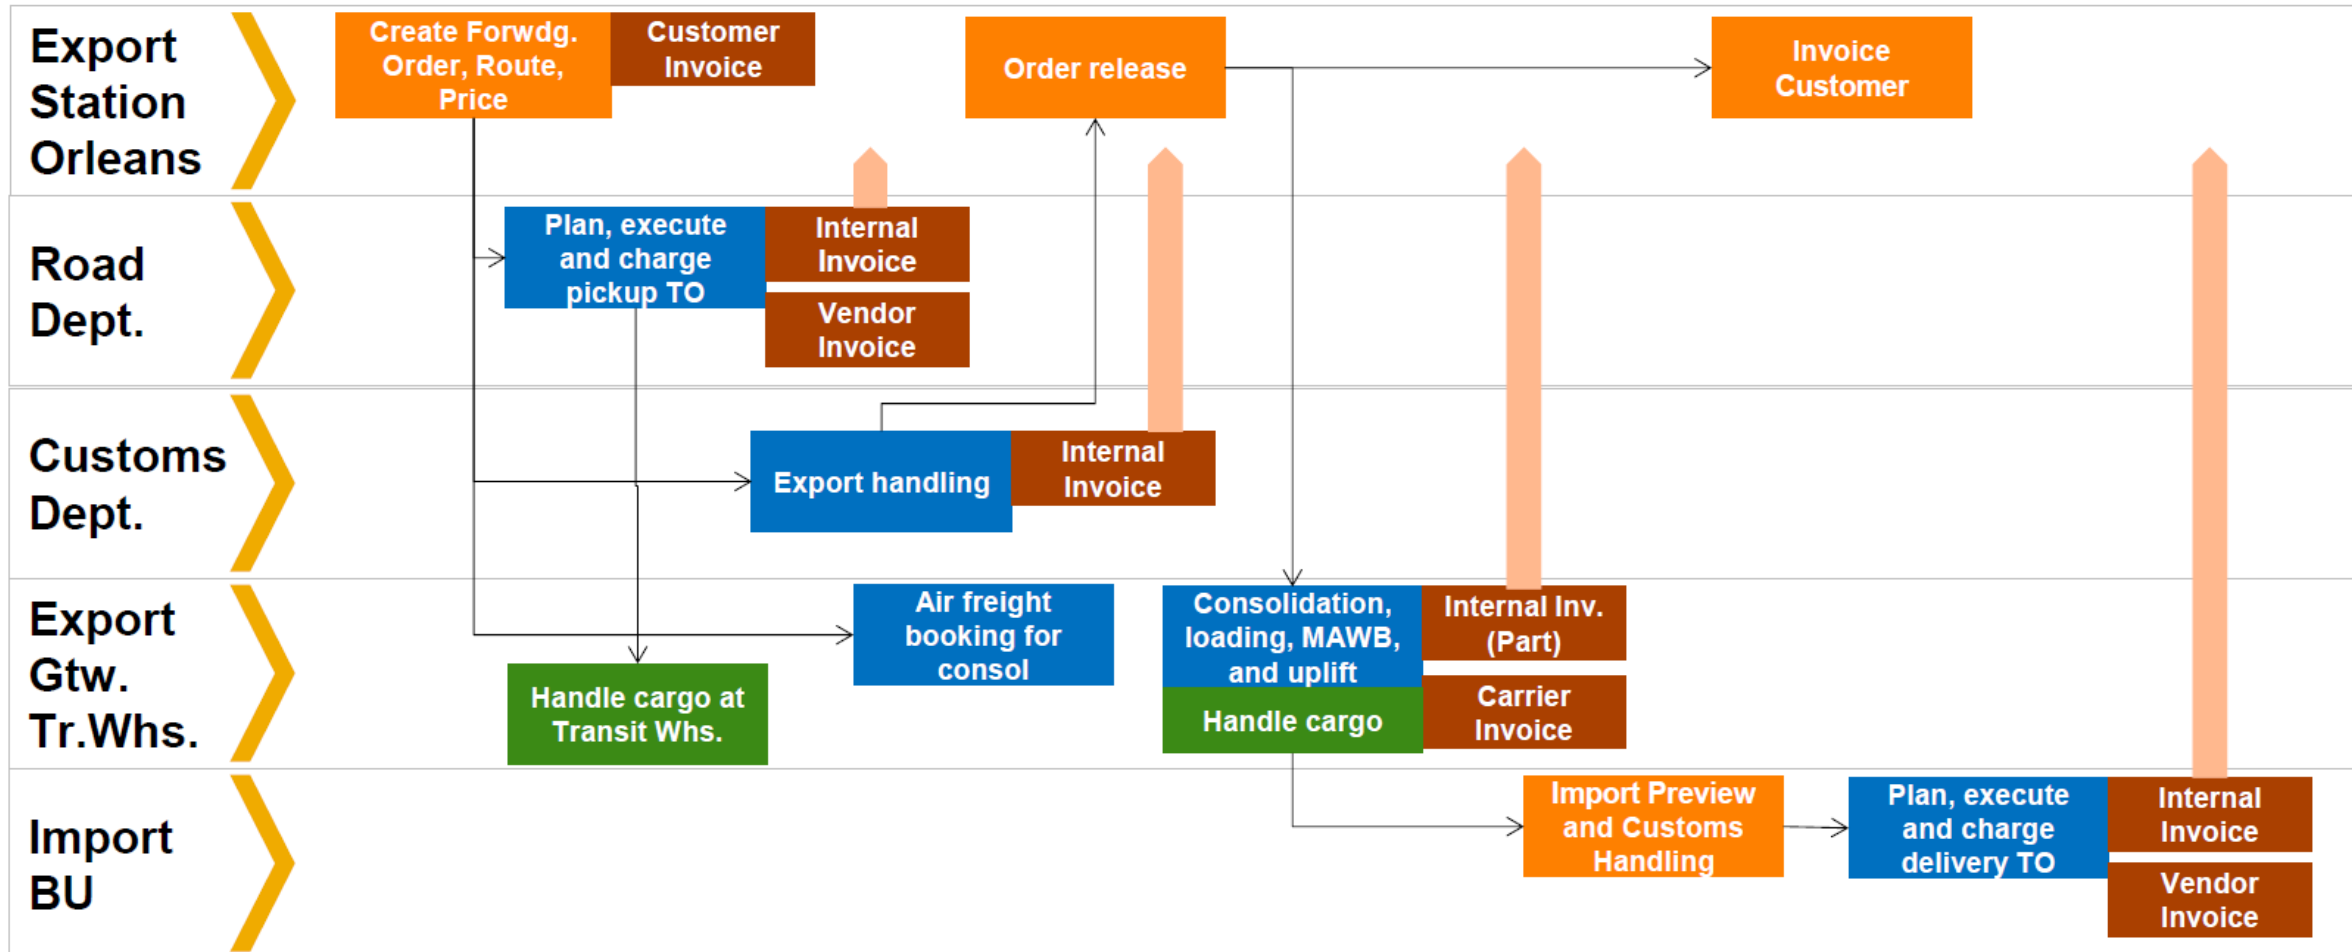 Export
Station
Orleans
Create Forwdg.
Order, Route,
Price
Customer
Invoice
Order release
Invoice
Customer
Road
Dept.
Plan, execute
and charge
pickup TO
Internal
Invoice
Vendor
Invoice
Customs
Dept.
Export handling
Internal
Invoice
Export
Gtw.
Tr.Whs.
Handle cargo at
Transit Whs.
Air freight
booking for
consol
Consolidation,
loading, MAWB,
and uplift
Handle cargo
Internal Inv.
(Part)
Carrier
Invoice
Import
BU
Import Preview
and Customs
Handling
Plan, execute
and charge
delivery TO
Internal
Invoice
Vendor
Invoice